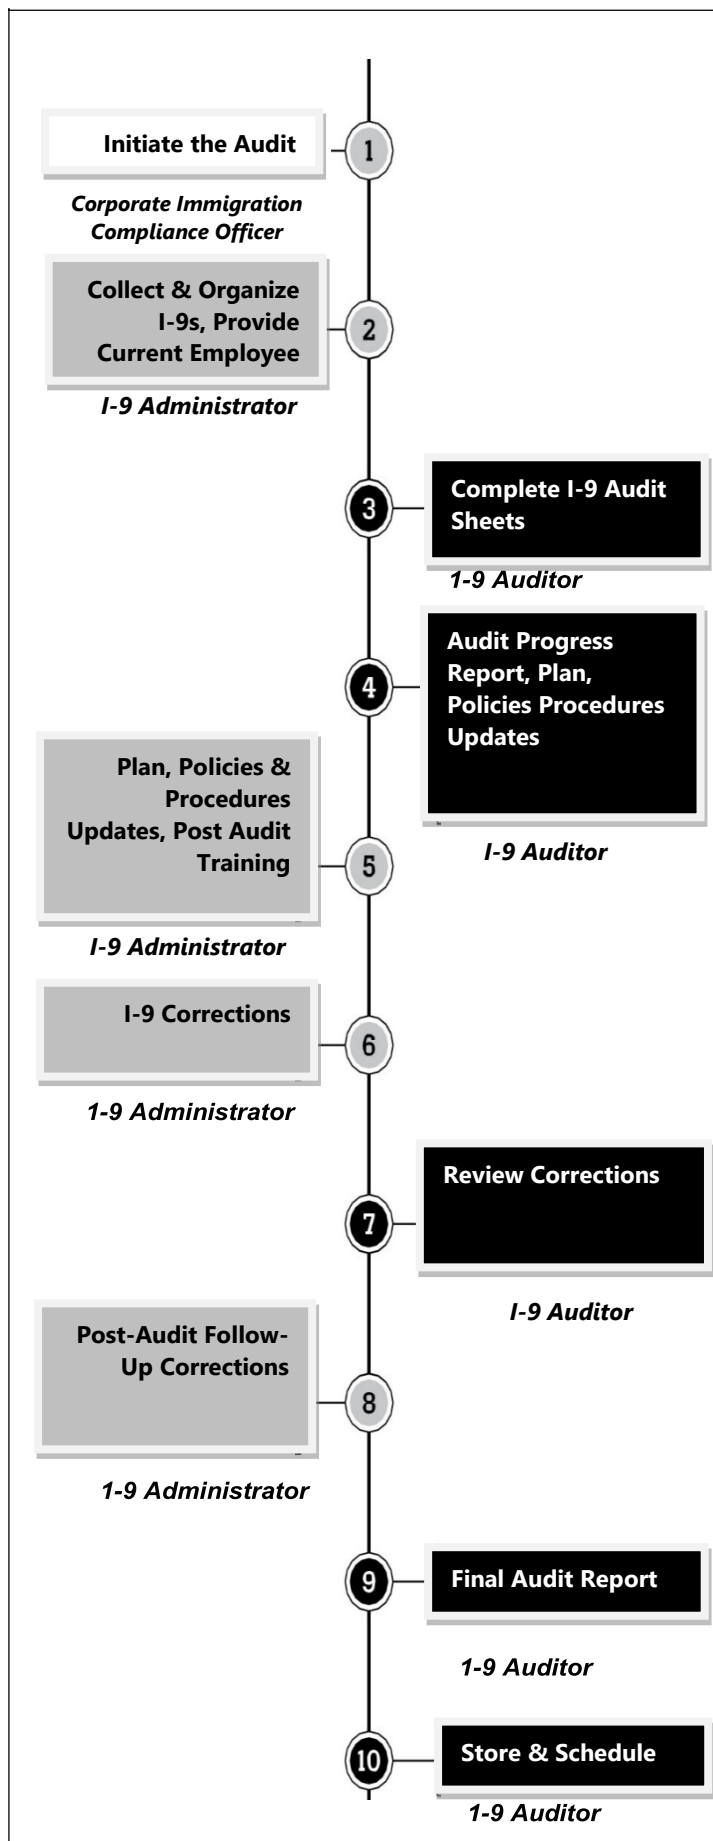 Initiate the Audit
1
Corporate Immigration
Compliance Officer
Collect & Organize
I-9s, Provide
Current Employee
2
I-9 Administrator
3
Complete I-9 Audit
Sheets
1-9 Auditor
4
Audit Progress
Report, Plan,
Policies Procedures
Updates
I-9 Auditor
Plan, Policies &
Procedures
Updates, Post Audit
Training
5
I-9 Administrator
I-9 Corrections
6
1-9 Administrator
7
Review Corrections
I-9 Auditor
Post-Audit Follow-
Up Corrections
8
1-9 Administrator
9
Final Audit Report
1-9 Auditor
10
Store & Schedule
1-9 Auditor